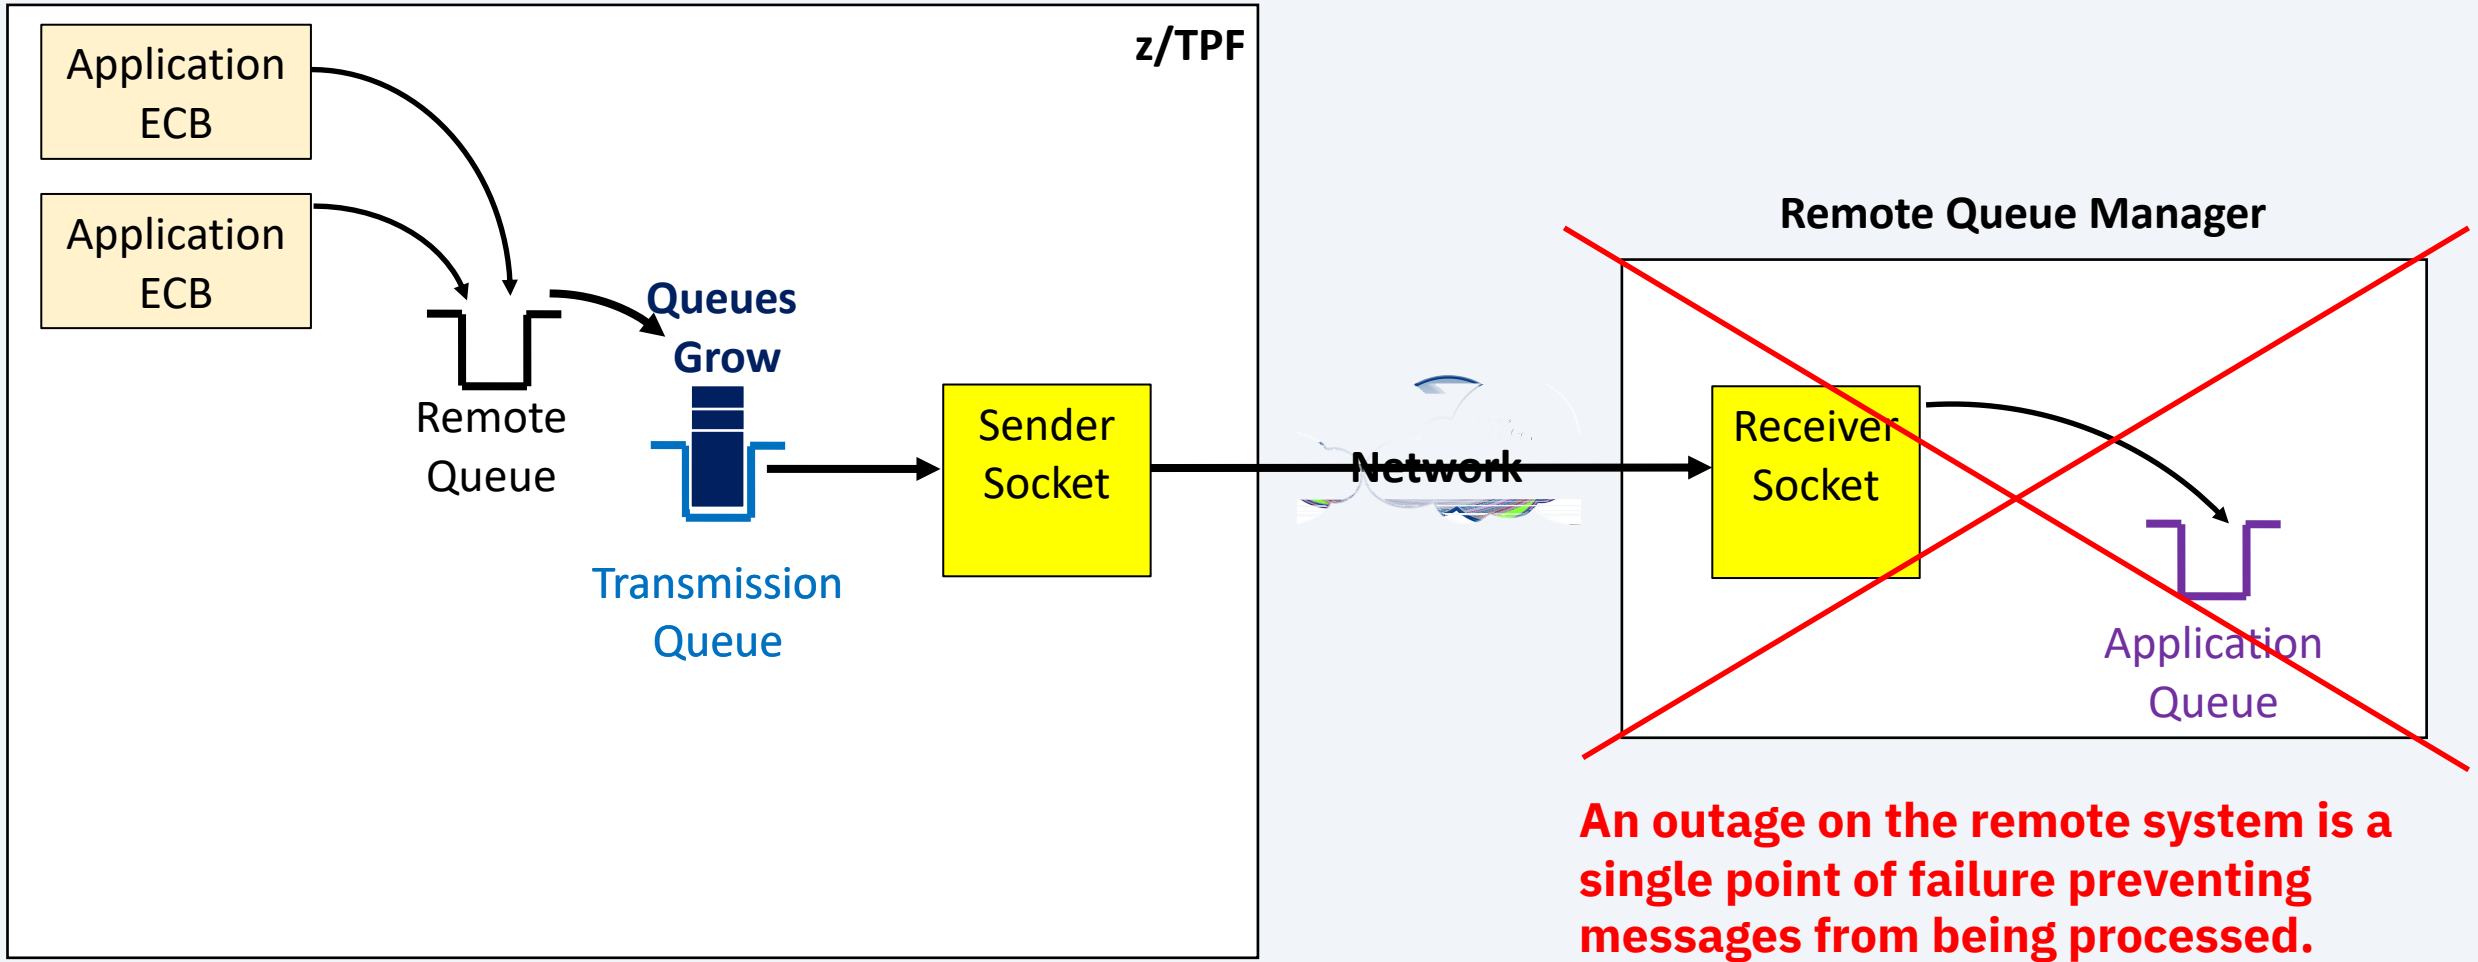 z/TPF
Application
ECB
Application
ECB
Queues
Grow
Remote
Queue
Transmission
Queue
Sender
Socket
Network
Remote Queue Manager
Receiver
Socket
Application
Queue
An outage on the remote system is a
single point of failure preventing
messages from being processed.